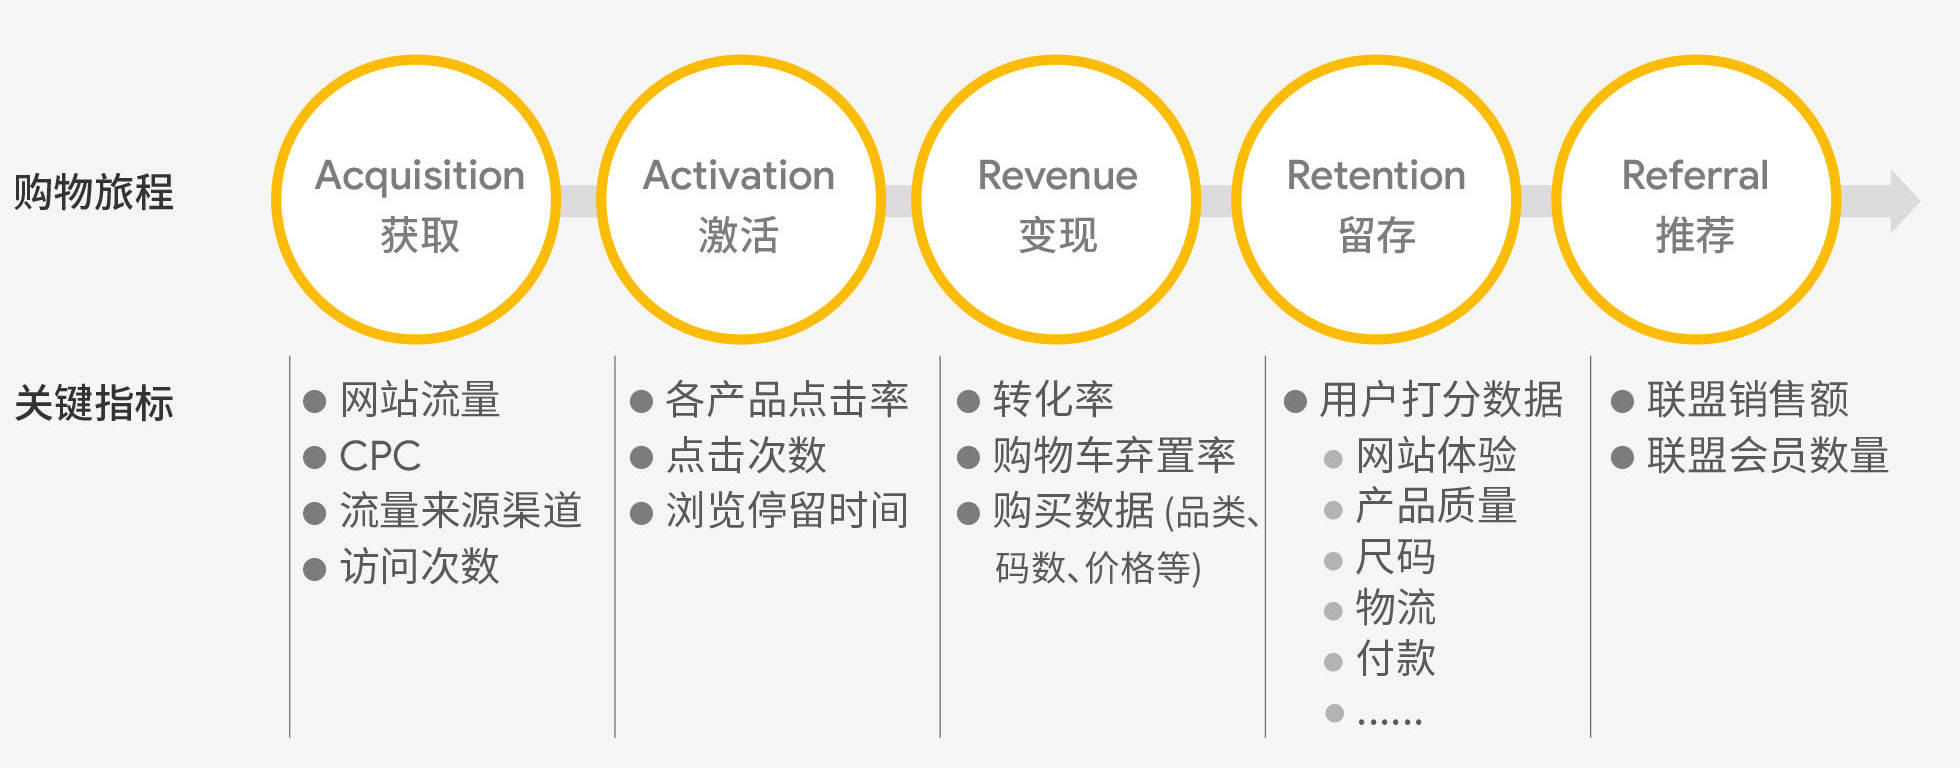 购物旅程
Acquisition
获取
Activation
激活
Revenue
变现
Retention
留存
Referral
推荐
关键指标
网站流量
CPC
流量来源渠道
访问次数
各产品点击率
点击次数
浏览停留时间
转化率
购物车弃置率
购买数据 (品类、
码数、价格等)
用户打分数据
网站体验
产品质量
尺码
物流
付款
……
联盟销售额
联盟会员数量